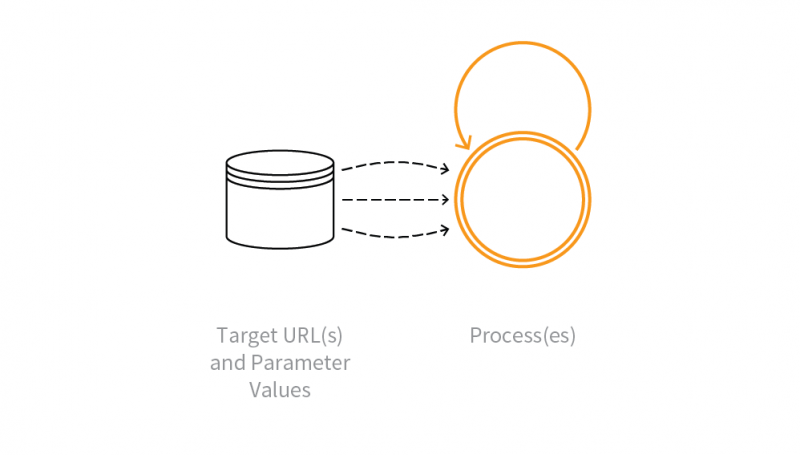 Target URL(s)
and Parameter
Values
Process(es)